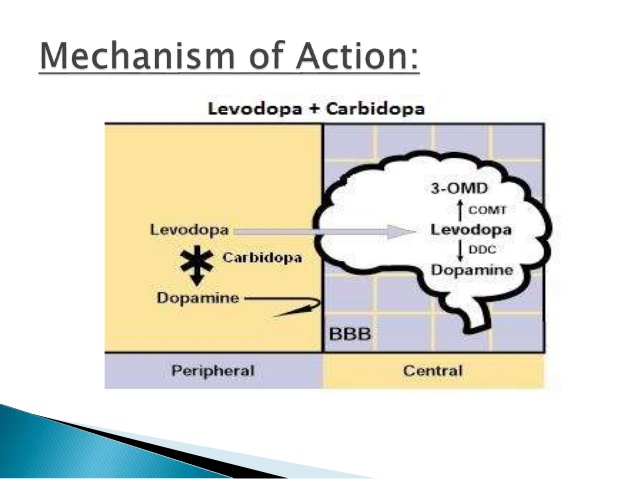 Mechanism of Action:
Levodopa + Carbidopa
3-OMD
COMT
Levodopa
Levodopa
DDC
Carbidopa
Dopamine
Dopamine
BBB
Peripheral
Central